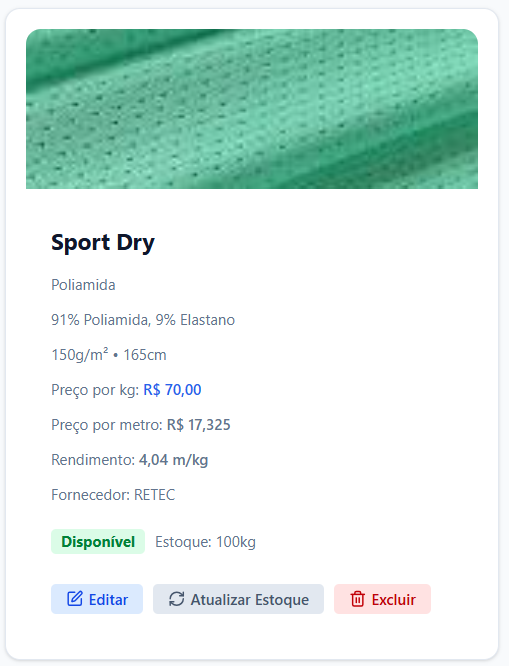 Sport Dry
Poliamida
91% Poliamida, 9% Elastano
150g/m² • 165cm
Preço por kg: R$ 70,00
Preço por metro: R$ 17,325
Rendimento: 4,04 m/kg
Fornecedor: RETEC
Disponível Estoque: 100kg
Editar Atualizar Estoque Excluir